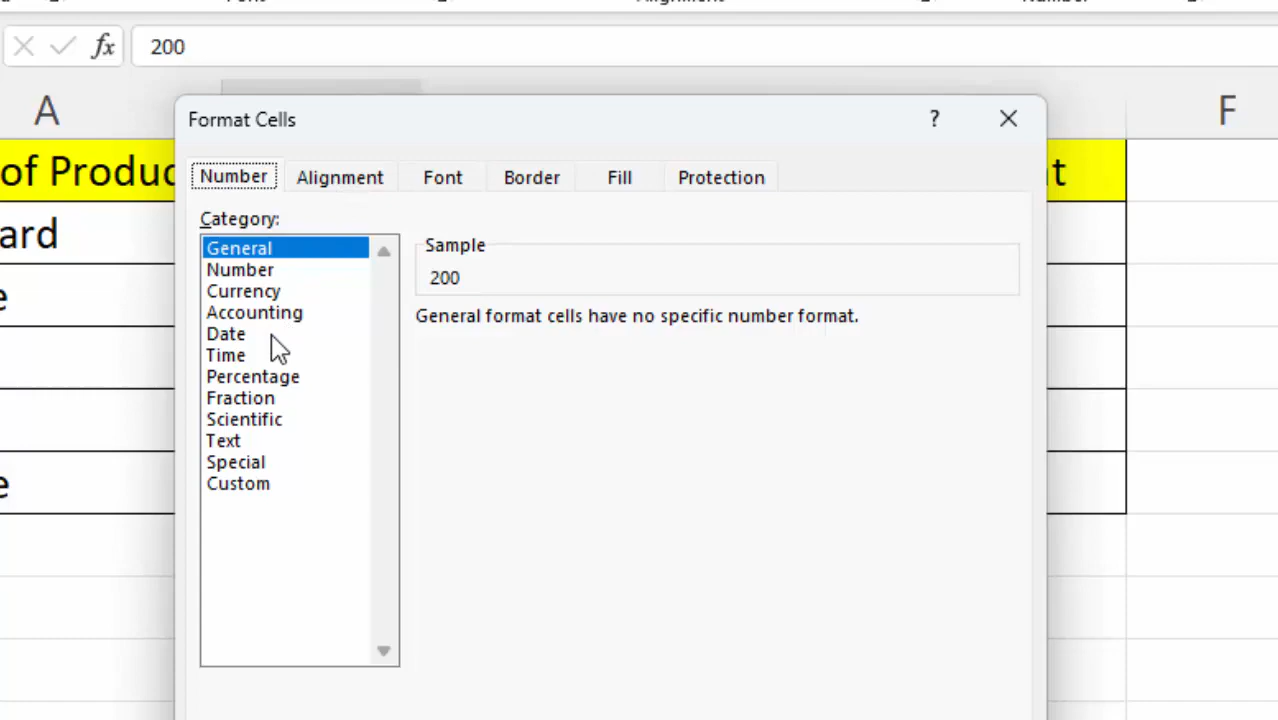 200
A
F
of Produc
t
ard
e
e
Format Cells
?
Number Alignment Font Border Fill Protection
Category:
General
Number
Currency
Accounting
Date
Time
Percentage
Fraction
Scientific
Text
Special
Custom
Sample
200
General format cells have no specific number format.